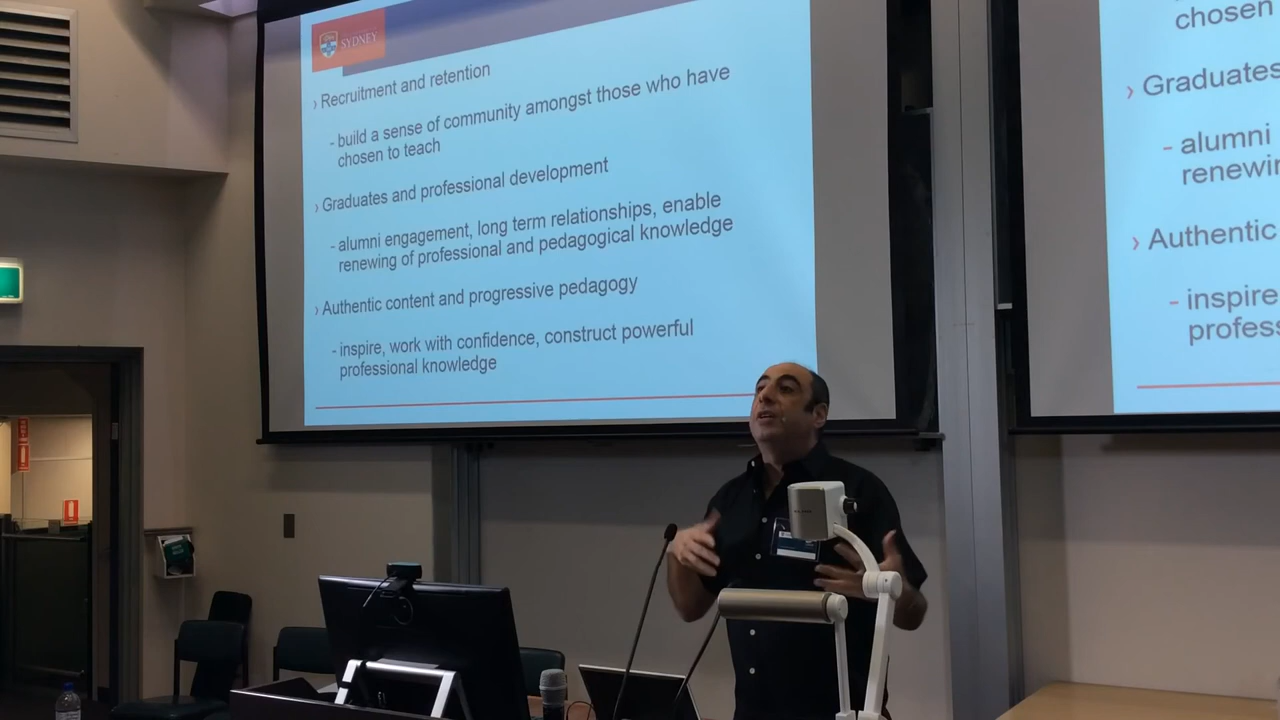 SYDNEY
› Recruitment and retention
- build a sense of community amongst those who have
chosen to teach
› Graduates and professional development
- alumni engagement, long term relationships, enable
renewing of professional and pedagogical knowledge
› Authentic content and progressive pedagogy
- inspire, work with confidence, construct powerful
professional knowledge
chosen
› Graduates
- alumni
renewin
› Authentic
- inspire
profess